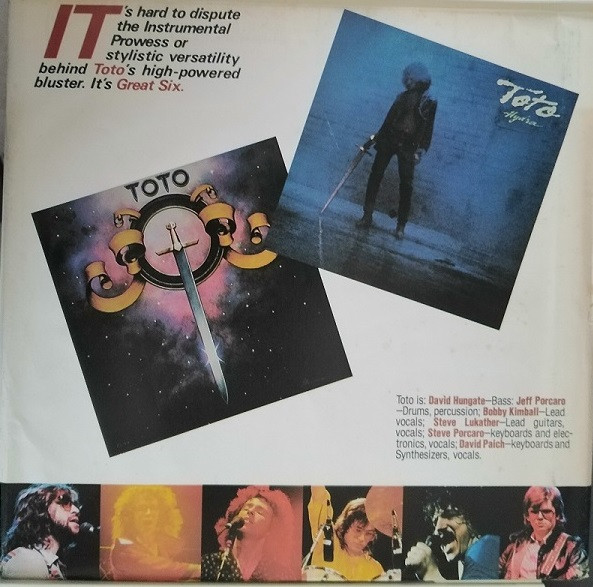 IT's hard to dispute
the Instrumental
Prowess or
stylistic versatility
behind Toto's high-powered
bluster. It's Great Six.
Toto
Hydra
TOTO
Toto is: David Hungate—Bass: Jeff Porcaro
—Drums, percussion; Bobby Kimball—Lead
vocals; Steve Lukather—Lead guitars,
vocals; Steve Porcaro—keyboards and elec-
tronics, vocals; David Paich—keyboards and
Synthesizers, vocals.